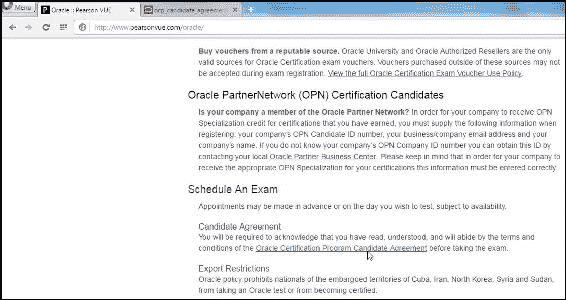 Menu
Oracle :: Pearson VUE
orp_candidate_agreement
http://www.pearsonvue.com/oracle/
Buy vouchers from a reputable source. Oracle University and Oracle Authorized Resellers are the only
valid sources for Oracle Certification exam vouchers. Vouchers purchased outside of these sources may not
be accepted during exam registration. View the full Oracle Certification Exam Voucher Use Policy.
Oracle PartnerNetwork (OPN) Certification Candidates
Is your company a member of the Oracle Partner Network? In order for your company to receive OPN
Specialization credit for certifications that you have earned, you must supply the following information when
registering: your company's OPN Candidate ID number, your business/company email address and your
company's name. If you do not know your company's OPN Company ID number you can obtain this ID by
contacting your local Oracle Partner Business Center. Please keep in mind that in order for your company to
receive the appropriate OPN Specialization for your certifications this information must be entered correctly.
Schedule An Exam
Appointments may be made in advance or on the day you wish to test, subject to availability.
Candidate Agreement
You will be required to acknowledge that you have read, understood, and will abide by the terms and
conditions of the Oracle Certification Program Candidate Agreement before taking the exam.
Export Restrictions
Oracle policy prohibits nationals of the embargoed territories of Cuba, Iran, North Korea, Syria and Sudan,
from taking an Oracle test or from becoming certified.